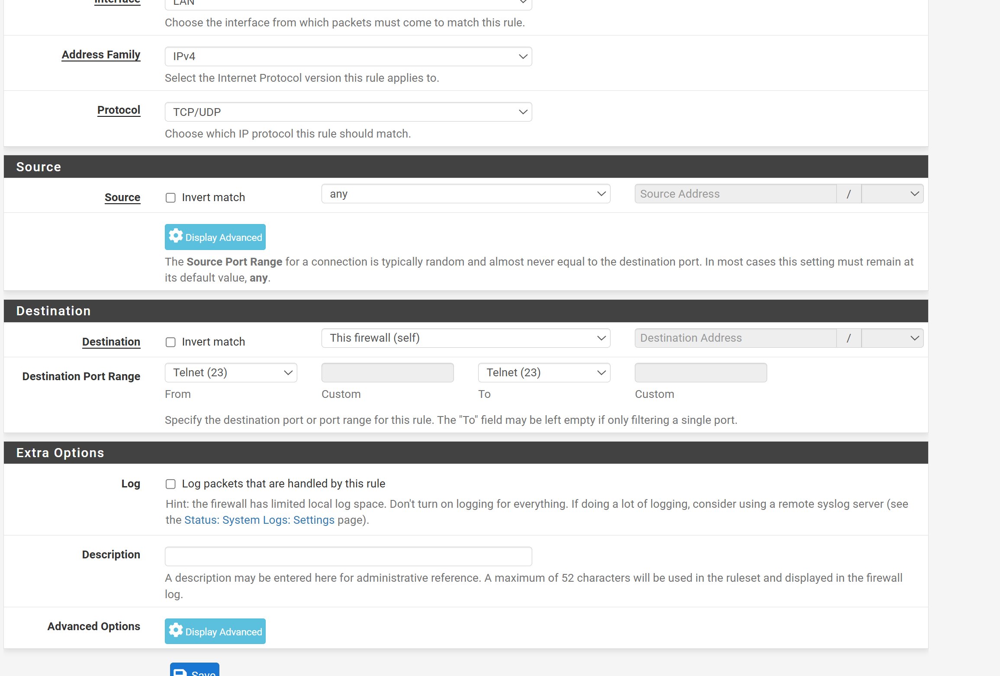 Interface
LAN
Choose the interface from which packets must come to match this rule.
Address Family
IPv4
Select the Internet Protocol version this rule applies to.
Protocol
TCP/UDP
Choose which IP protocol this rule should match.
Source
Source
Invert match
any
Source Address
/
Display Advanced
The Source Port Range for a connection is typically random and almost never equal to the destination port. In most cases this setting must remain at
its default value, any.
Destination
Destination
Invert match
This firewall (self)
Destination Address
/
Destination Port Range
Telnet (23)
Telnet (23)
From
Custom
To
Custom
Specify the destination port or port range for this rule. The "To" field may be left empty if only filtering a single port.
Extra Options
Log
Log packets that are handled by this rule
Hint: the firewall has limited local log space. Don't turn on logging for everything. If doing a lot of logging, consider using a remote syslog server (see
the Status: System Logs: Settings page).
Description
A description may be entered here for administrative reference. A maximum of 52 characters will be used in the ruleset and displayed in the firewall
log.
Advanced Options
Display Advanced
Save